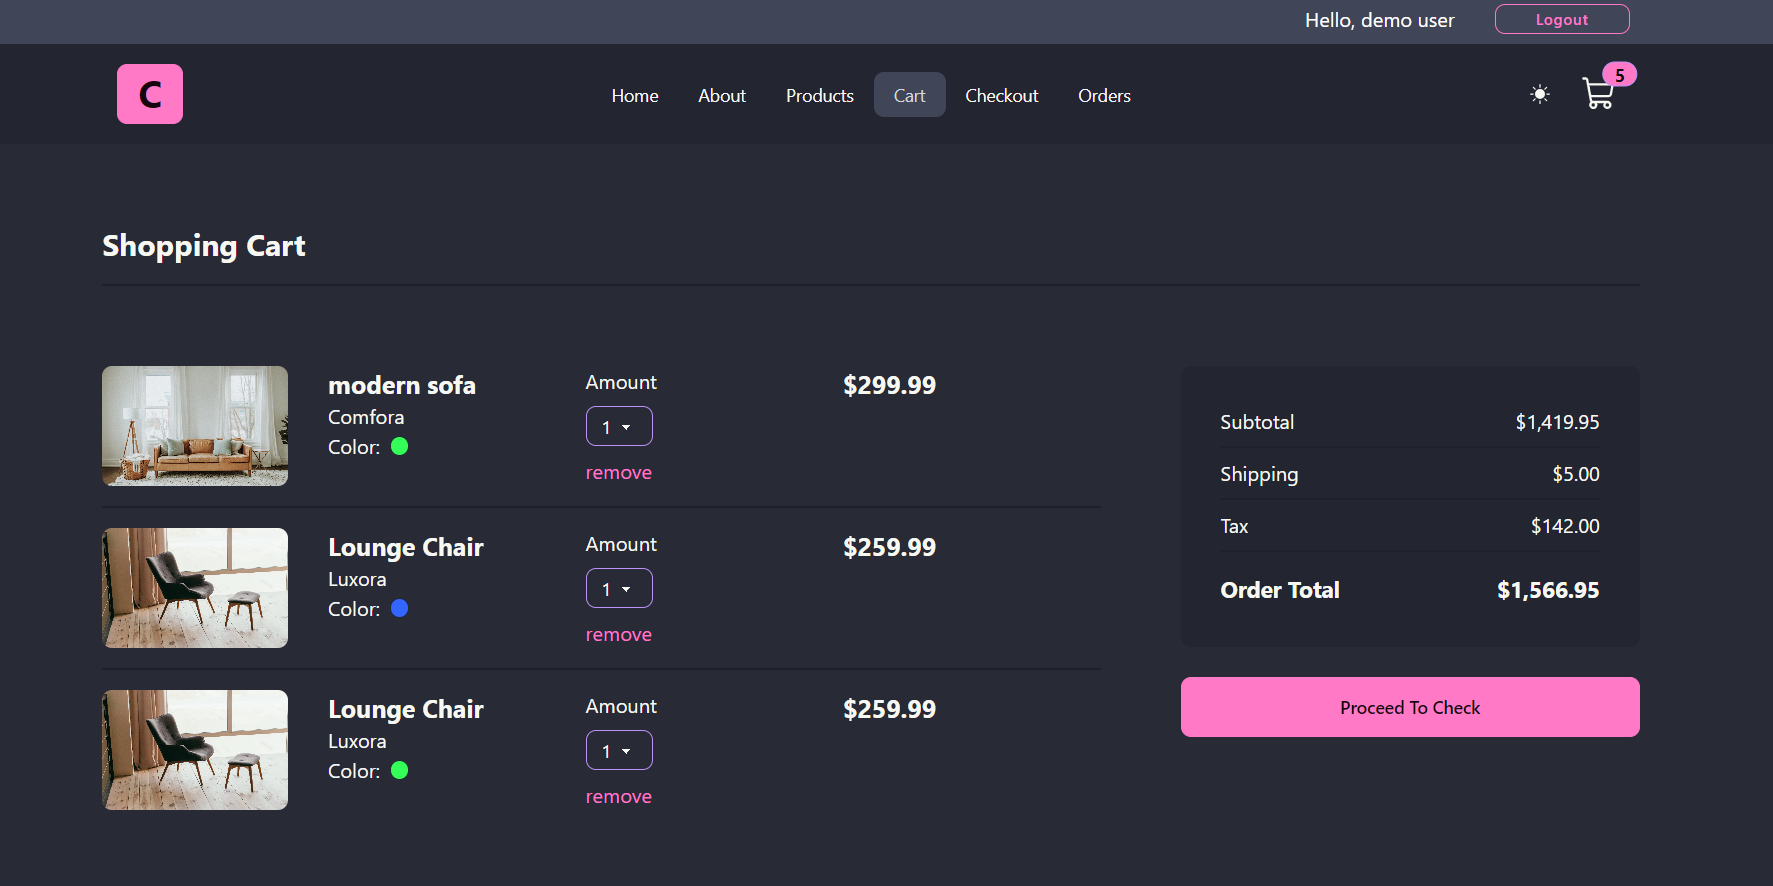 Hello, demo user
Logout
C
Home
About
Products
Cart
Checkout
Orders
5
Shopping Cart
modern sofa
Comfora
Color:
Amount
1
remove
$299.99
Lounge Chair
Luxora
Color:
Amount
1
remove
$259.99
Lounge Chair
Luxora
Color:
Amount
1
remove
$259.99
Subtotal $1,419.95
Shipping $5.00
Tax $142.00
Order Total $1,566.95
Proceed To Check